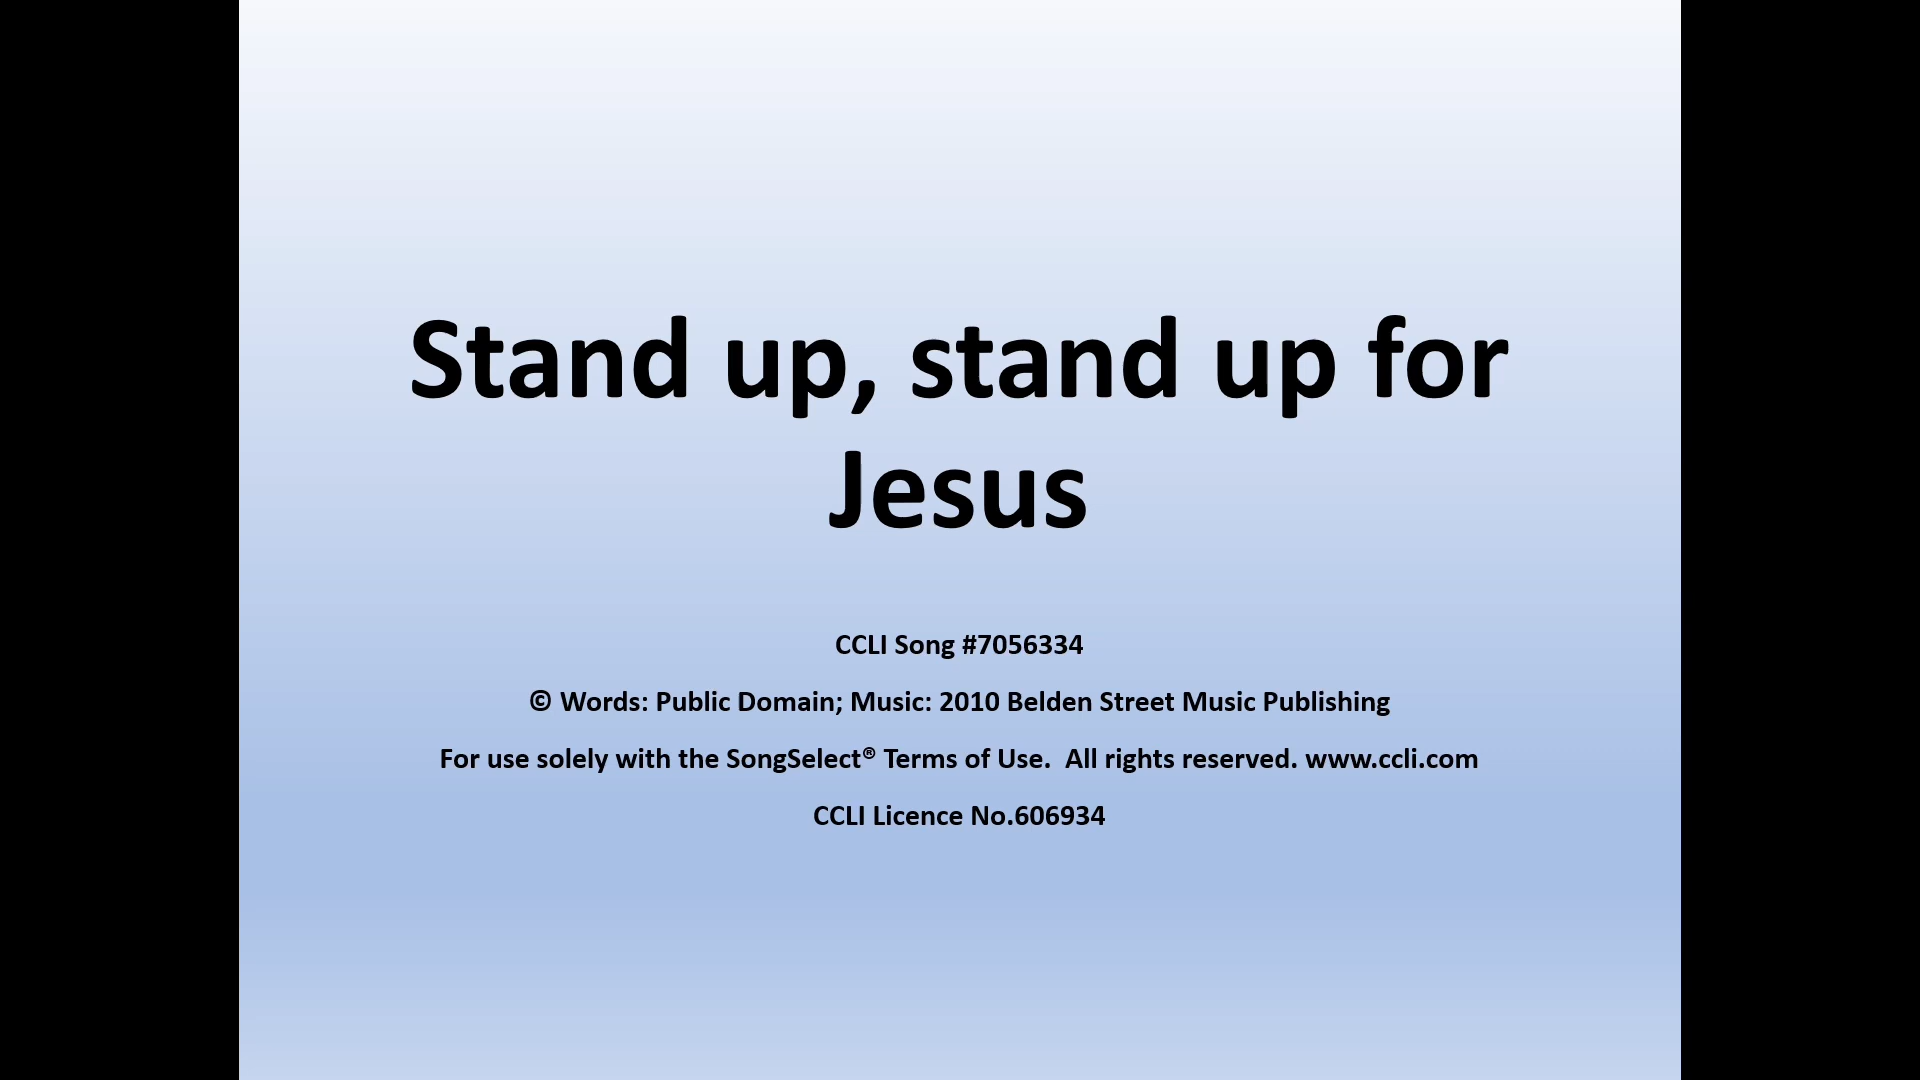 Stand up, stand up for
Jesus
CCLI Song #7056334
© Words: Public Domain; Music: 2010 Belden Street Music Publishing
For use solely with the SongSelect® Terms of Use.  All rights reserved. www.ccli.com
CCLI Licence No.606934